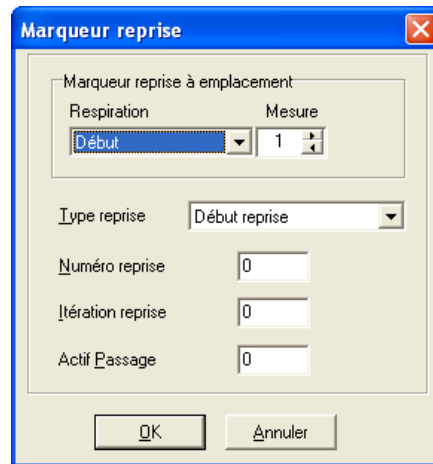 Marqueur reprise
Marqueur reprise à emplacement
Respiration Mesure
Début 1
Type reprise Début reprise
Numéro reprise 0
Itération reprise 0
Actif Passage 0
OK Annuler